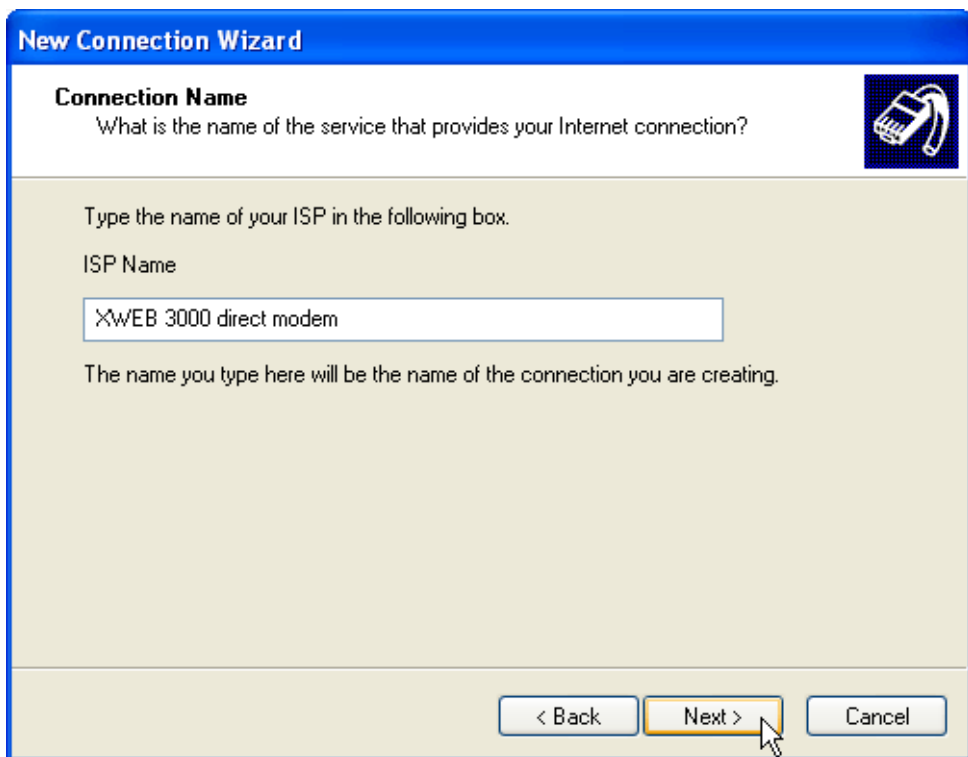 New Connection Wizard
Connection Name
What is the name of the service that provides your Internet connection?
Type the name of your ISP in the following box.
ISP Name
XWEB 3000 direct modem
The name you type here will be the name of the connection you are creating.
< Back
Next >
Cancel